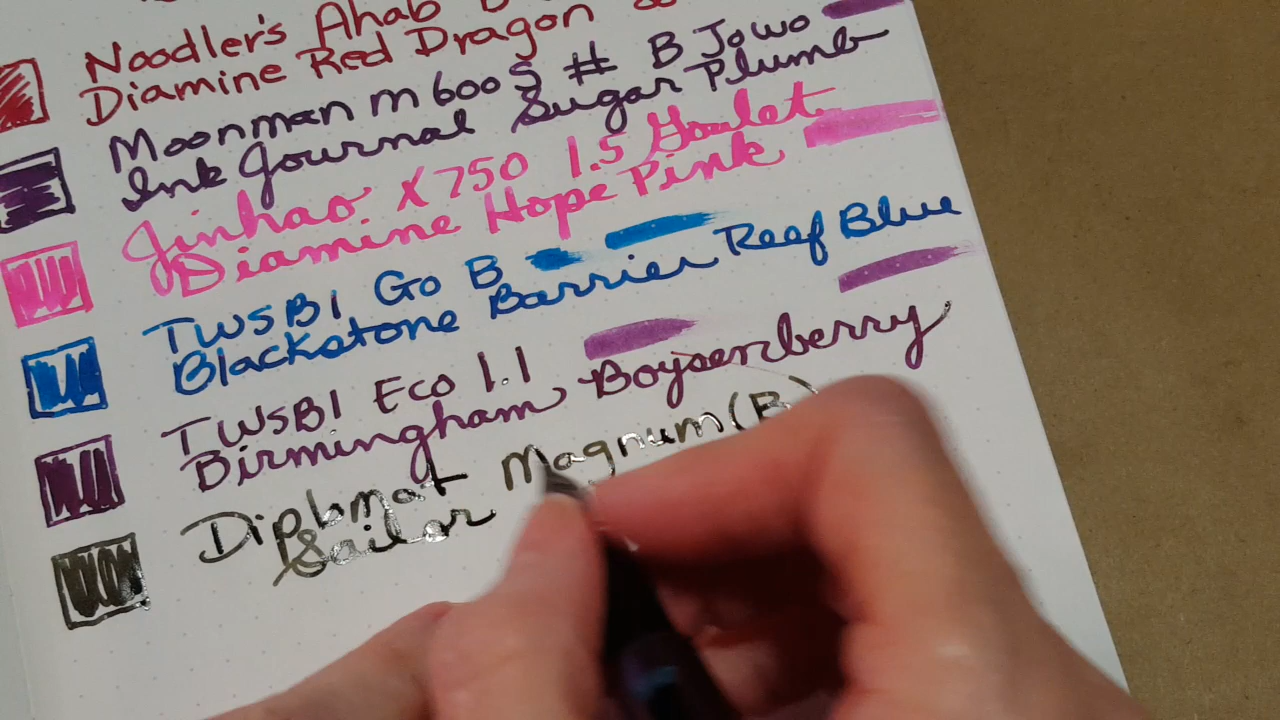 Noodler's Ahab
Diamine Red Dragon
Moonman M600S # B Jowo
Ink Journal Sugar Plumb
Jinhao X750 1.5 Goulet
Diamine Hope Pink
TWSBI Go B
Blackstone Barrier Reef Blue
TWSBI Eco 1.1
Birmingham Boysenberry
Diplomat Magnum (B)
Sailor